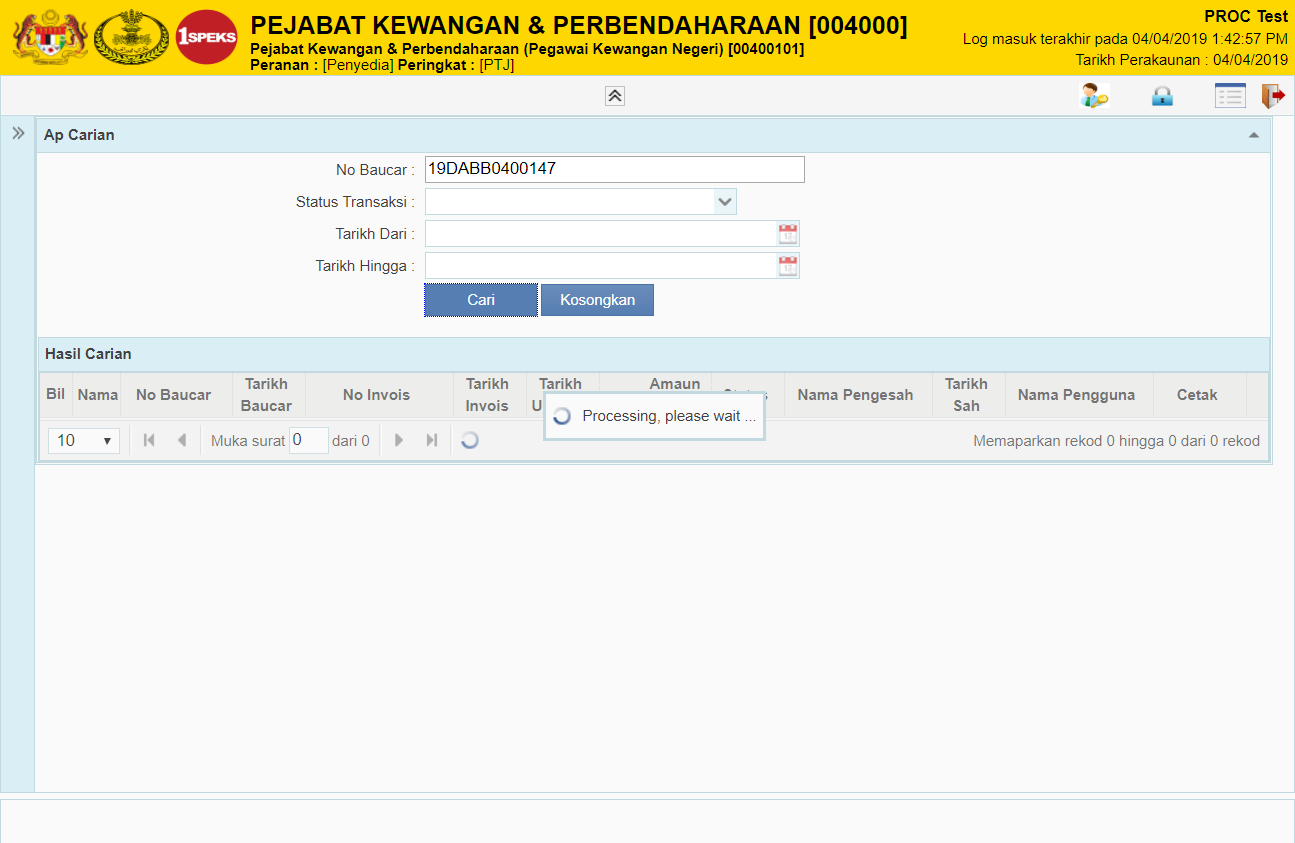 1SPEKS
PEJABAT KEWANGAN & PERBENDAHARAAN [004000]
Pejabat Kewangan & Perbendaharaan (Pegawai Kewangan Negeri) [00400101]
Peranan : [Penyedia] Peringkat : [PTJ]
PROC Test
Log masuk terakhir pada 04/04/2019 1:42:57 PM
Tarikh Perakaunan : 04/04/2019
Ap Carian
No Baucar : 19DABB0400147
Status Transaksi :
Tarikh Dari :
Tarikh Hingga :
Cari Kosongkan
Hasil Carian
Bil Nama No Baucar Tarikh Baucar No Invois Tarikh Invois Tarikh Amaun Nama Pengesah Tarikh Sah Nama Pengguna Cetak
Processing, please wait ...
10 Muka surat 0 dari 0 Memaparkan rekod 0 hingga 0 dari 0 rekod